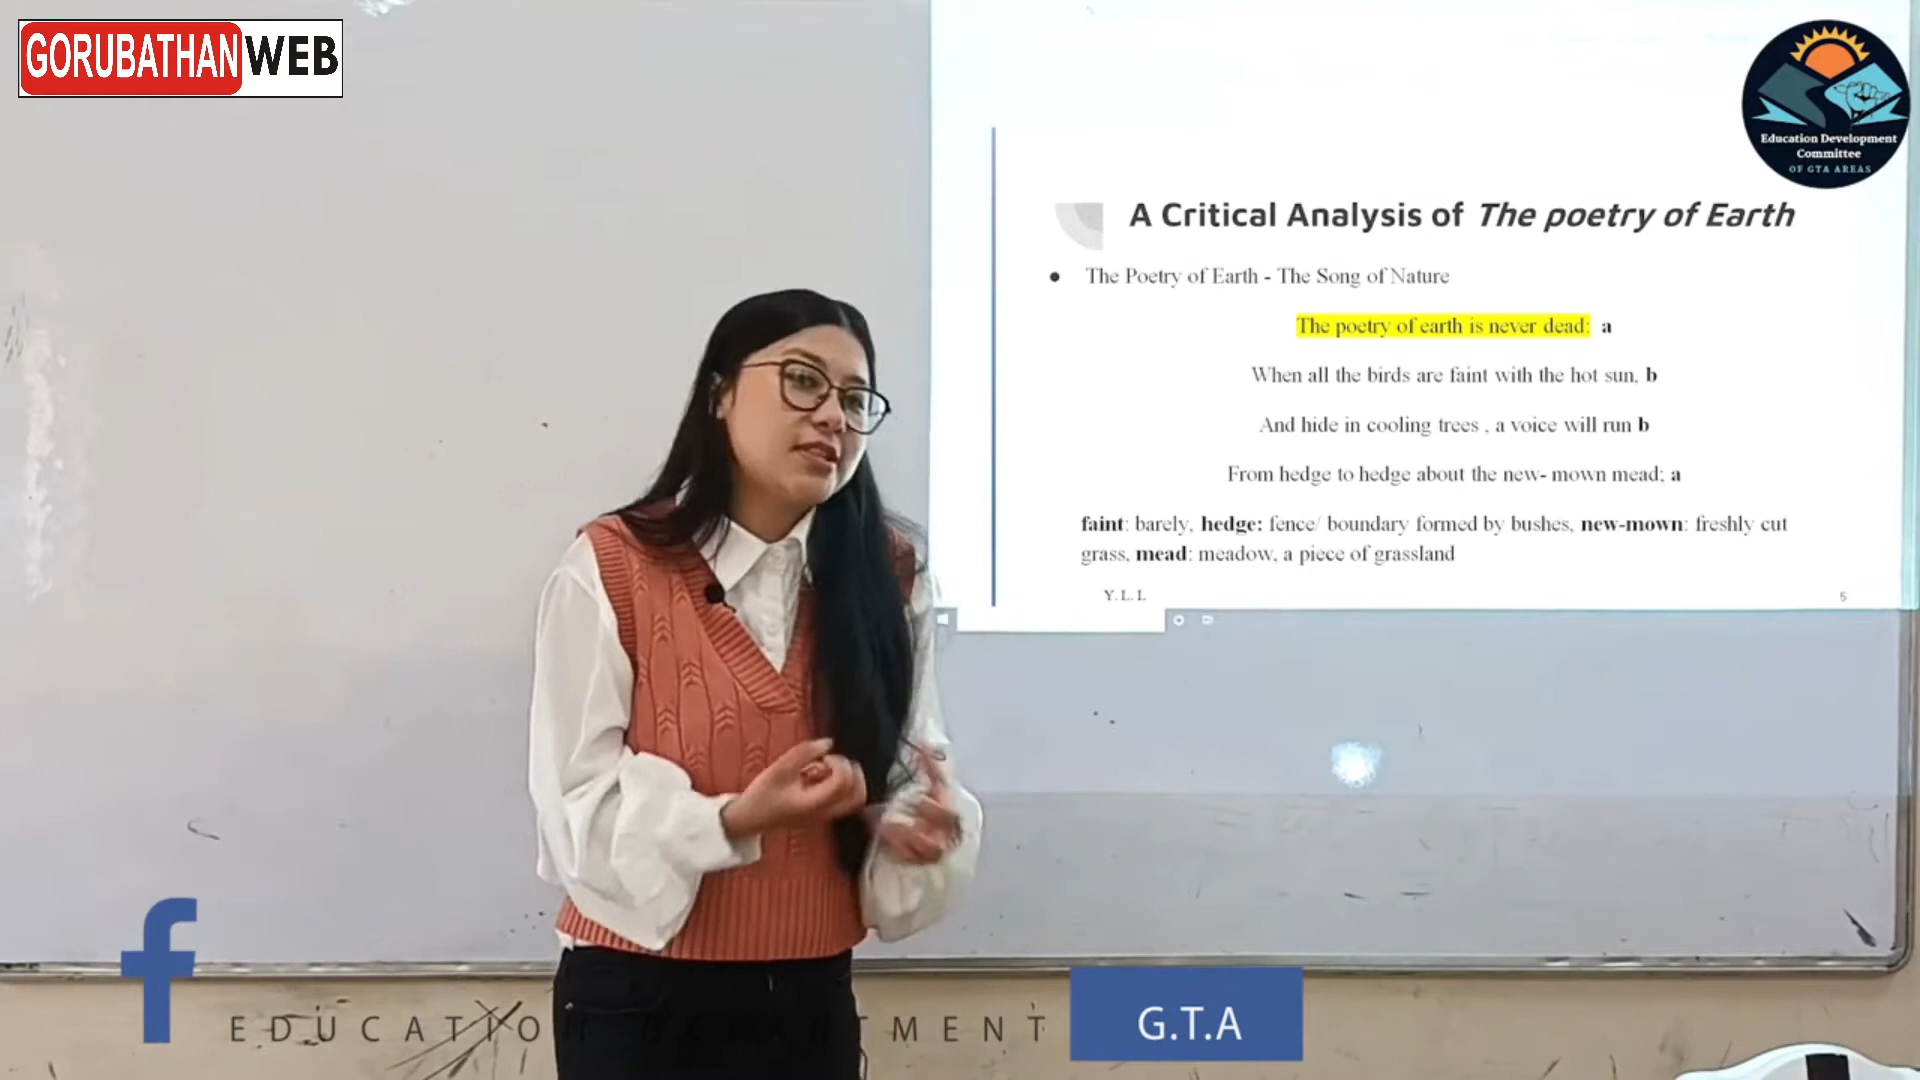 GORUBATHAN WEB
Education Development
Committee
OF GTA AREAS
A Critical Analysis of The poetry of Earth
● The Poetry of Earth - The Song of Nature
The poetry of earth is never dead: a
When all the birds are faint with the hot sun, b
And hide in cooling trees , a voice will run b
From hedge to hedge about the new- mown mead; a
faint: barely, hedge: fence/ boundary formed by bushes, new-mown: freshly cut
grass, mead: meadow, a piece of grassland
Y.L.L
5
f
EDUCATION
G.T.A